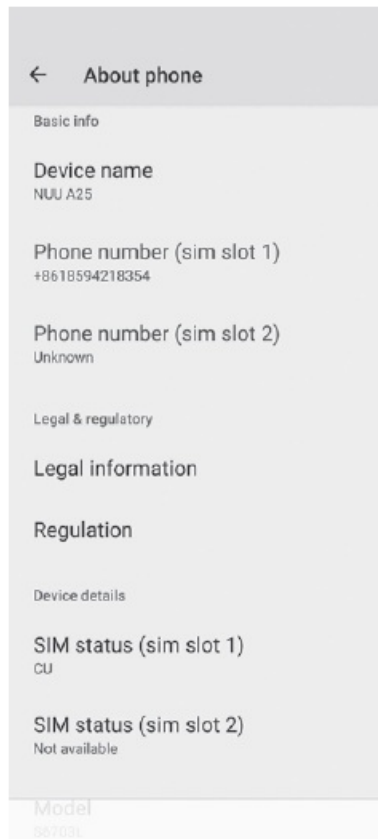 ← About phone
Basic info
Device name
NUU A25
Phone number (sim slot 1)
+8618594218354
Phone number (sim slot 2)
Unknown
Legal & regulatory
Legal information
Regulation
Device details
SIM status (sim slot 1)
CU
SIM status (sim slot 2)
Not available
Model
S6703L